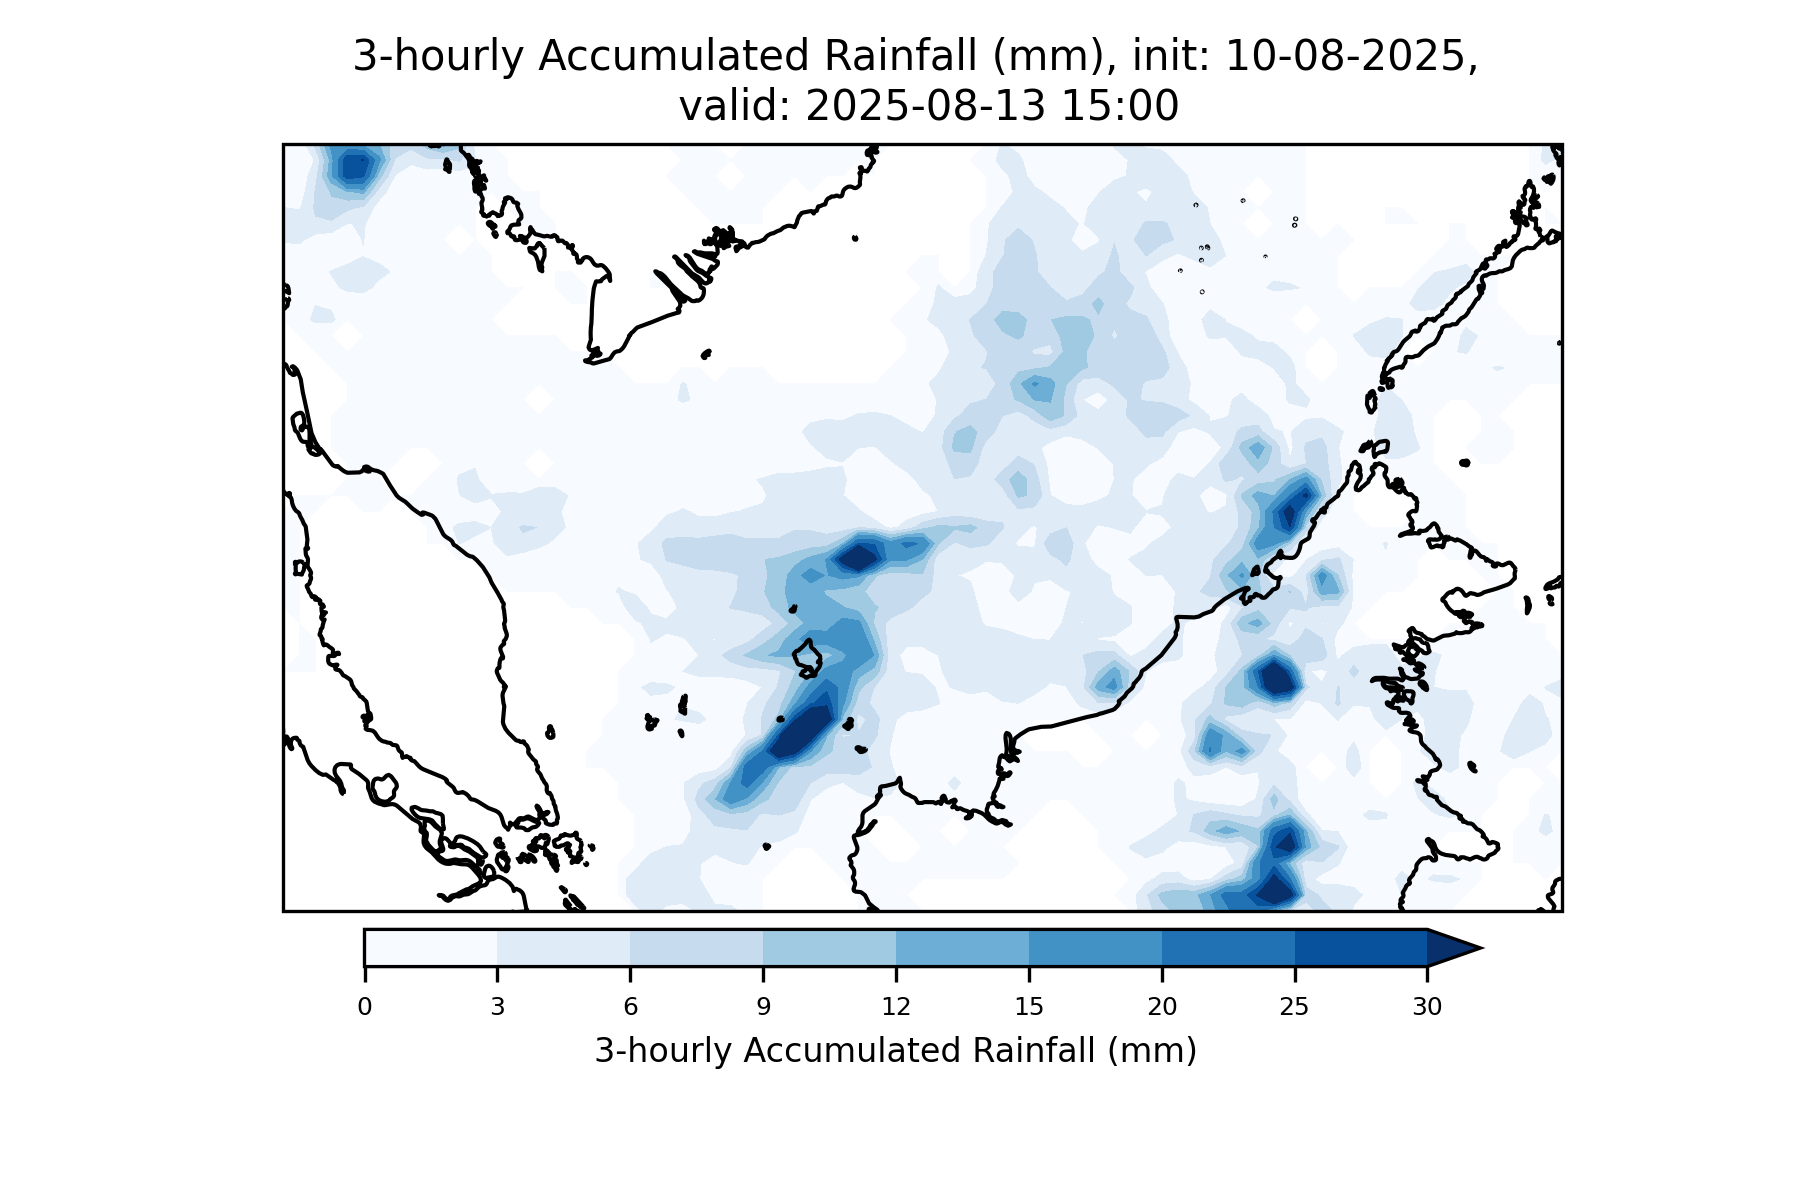 3-hourly Accumulated Rainfall (mm), init: 10-08-2025,
valid: 2025-08-13 15:00
0 3 6 9 12 15 20 25 30
3-hourly Accumulated Rainfall (mm)